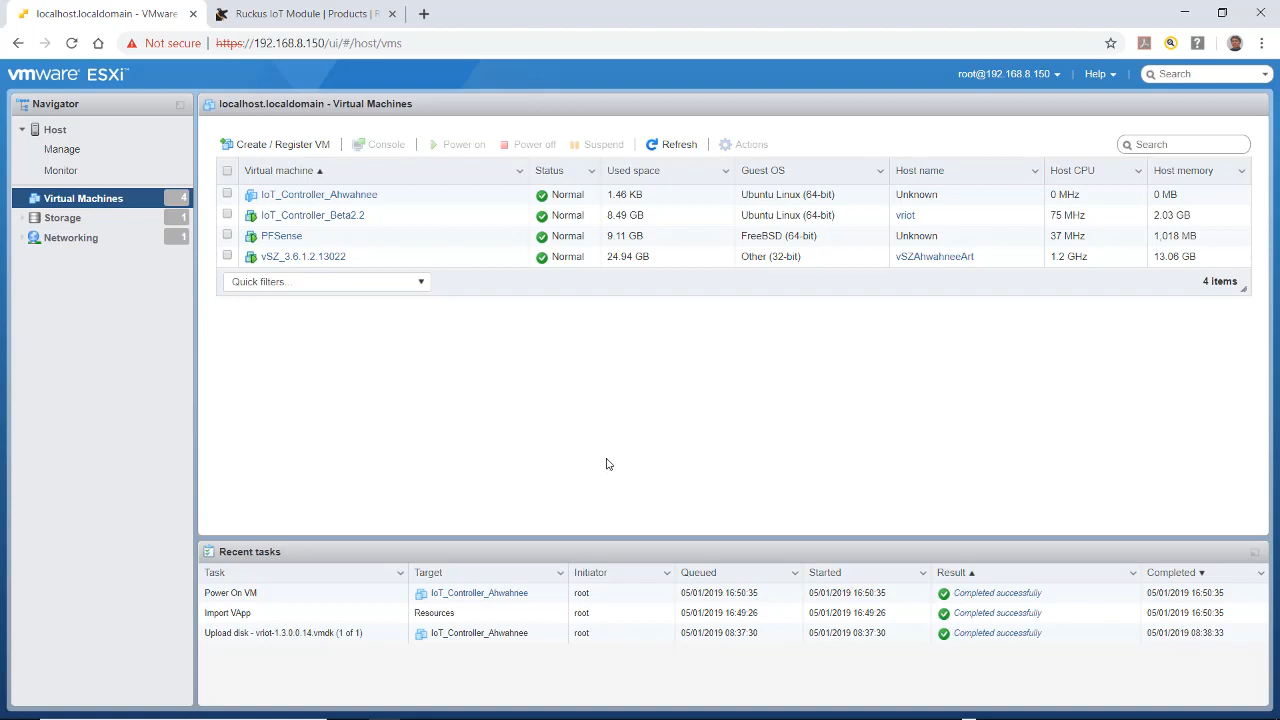 localhost.localdomain - VMware
Ruckus IoT Module | Products | R
Not secure | https://192.168.8.150/ui/#/host/vms
vmware ESXi™
root@192.168.8.150 | Help | Search
Navigator
localhost.localdomain - Virtual Machines
Host
Manage
Monitor
Virtual Machines 4
Storage 1
Networking 1
Create / Register VM | Console | Power on Power off Suspend | Refresh | Actions
Search
Virtual machine Status Used space Guest OS Host name Host CPU Host memory
IoT_Controller_Ahwahnee Normal 1.46 KB Ubuntu Linux (64-bit) Unknown 0 MHz 0 MB
IoT_Controller_Beta2.2 Normal 8.49 GB Ubuntu Linux (64-bit) vriot 75 MHz 2.03 GB
PFSense Normal 9.11 GB FreeBSD (64-bit) Unknown 37 MHz 1,018 MB
vSZ_3.6.1.2.13022 Normal 24.94 GB Other (32-bit) vSZAhwahneeArt 1.2 GHz 13.06 GB
Quick filters...
4 items
Recent tasks
Task Target Initiator Queued Started Result Completed
Power On VM IoT_Controller_Ahwahnee root 05/01/2019 16:50:35 05/01/2019 16:50:35 Completed successfully 05/01/2019 16:50:35
Import VApp Resources root 05/01/2019 16:49:26 05/01/2019 16:49:26 Completed successfully 05/01/2019 16:50:35
Upload disk - vriot-1.3.0.0.14.vmdk (1 of 1) IoT_Controller_Ahwahnee root 05/01/2019 08:37:30 05/01/2019 08:37:30 Completed successfully 05/01/2019 08:38:33